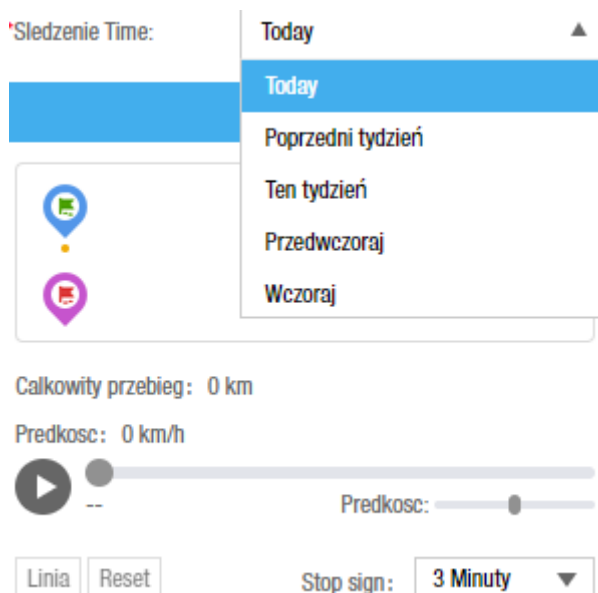 *Sledzenie Time: Today
Today
Poprzedni tydzień
Ten tydzień
Przedwczoraj
Wczoraj
Calkowity przebieg: 0 km
Predkosc: 0 km/h
-- Predkosc:
Linia Reset Stop sign: 3 Minuty